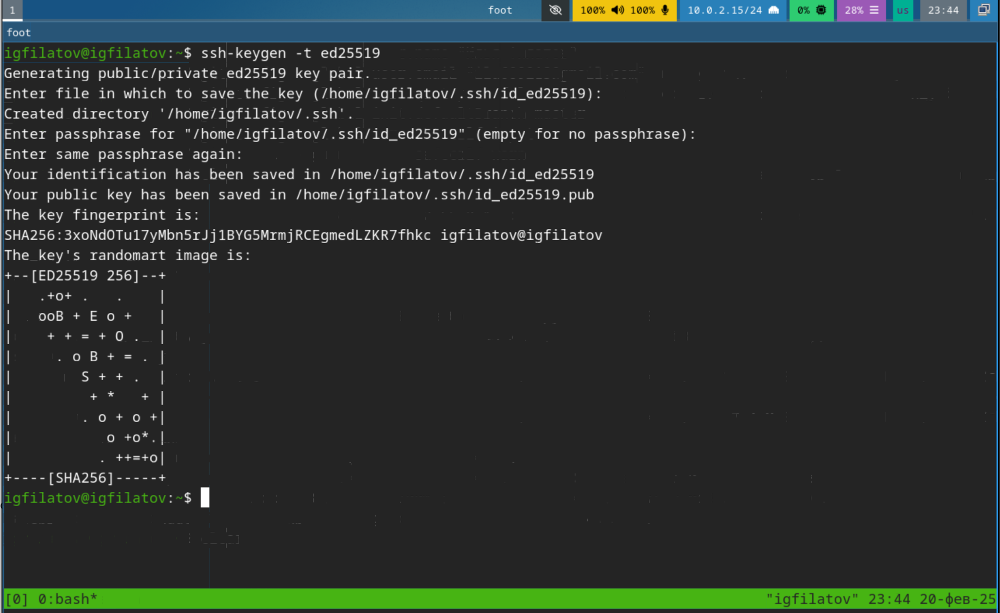 1 foot 100% 100% 10.0.2.15/24 0% 28% us 23:44
foot
igfilatov@igfilatov:~$ ssh-keygen -t ed25519
Generating public/private ed25519 key pair.
Enter file in which to save the key (/home/igfilatov/.ssh/id_ed25519):
Created directory '/home/igfilatov/.ssh'.
Enter passphrase for "/home/igfilatov/.ssh/id_ed25519" (empty for no passphrase):
Enter same passphrase again:
Your identification has been saved in /home/igfilatov/.ssh/id_ed25519
Your public key has been saved in /home/igfilatov/.ssh/id_ed25519.pub
The key fingerprint is:
SHA256:3xoNdOTu17yMbn5rJj1BYG5MrmjRCEgmedLZKR7fhkc igfilatov@igfilatov
The key's randomart image is:
+--[ED25519 256]--+
|   .+o+ .   .    |
|   ooB + E o +   |
|    + + = + O .  |
|     . o B + = . |
|        S + + .  |
|         + *   + |
|        . o + o +|
|           o +o*.|
|          . ++=+o|
+----[SHA256]-----+
igfilatov@igfilatov:~$
[0] 0:bash* "igfilatov" 23:44 20-фев-25